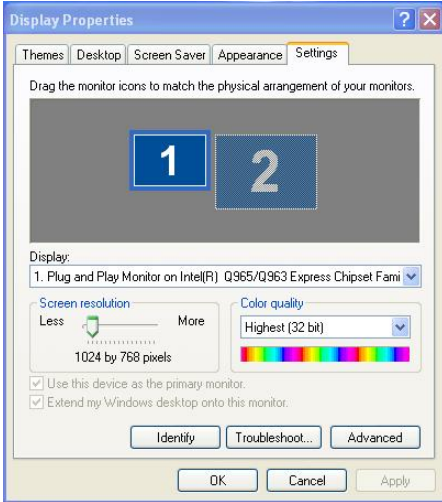 Display Properties
Themes Desktop Screen Saver Appearance Settings
Drag the monitor icons to match the physical arrangement of your monitors.
1 2
Display:
1. Plug and Play Monitor on Intel(R) Q965/Q963 Express Chipset Fami
Screen resolution
Less More
1024 by 768 pixels
Color quality
Highest (32 bit)
Use this device as the primary monitor.
Extend my Windows desktop onto this monitor.
Identify Troubleshoot... Advanced
OK Cancel Apply